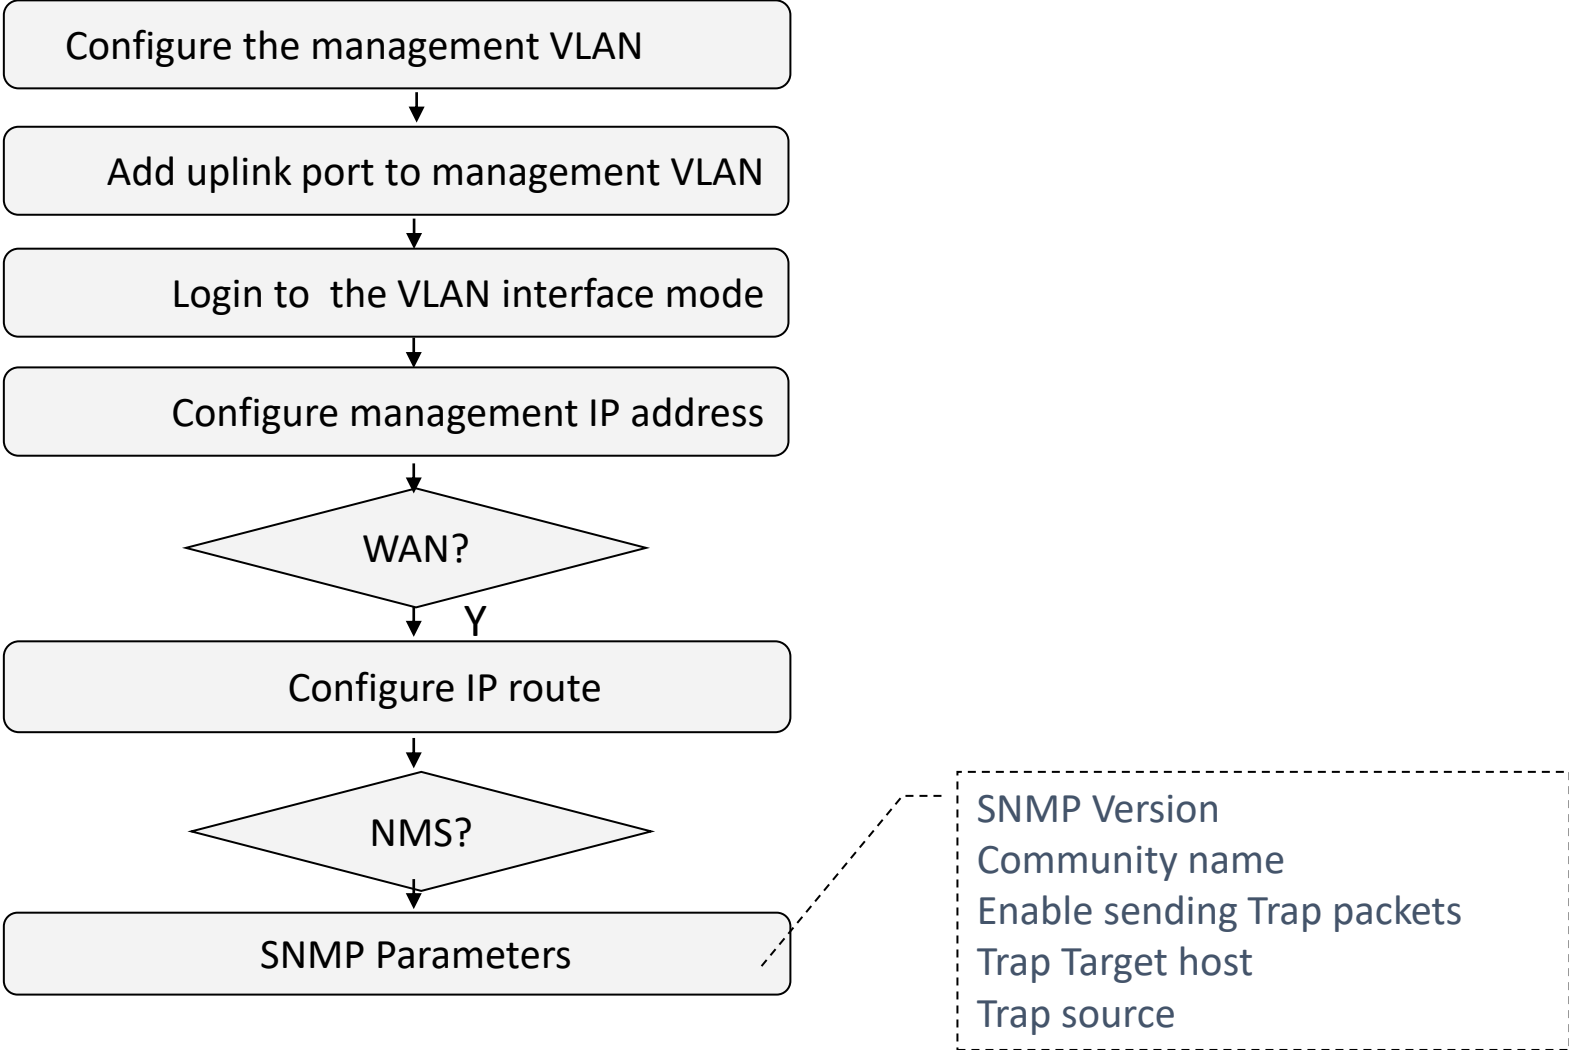 Configure the management VLAN
Add uplink port to management VLAN
Login to  the VLAN interface mode
Configure management IP address
WAN?
Y
Configure IP route
NMS?
SNMP Parameters
SNMP Version
Community name
Enable sending Trap packets
Trap Target host
Trap source